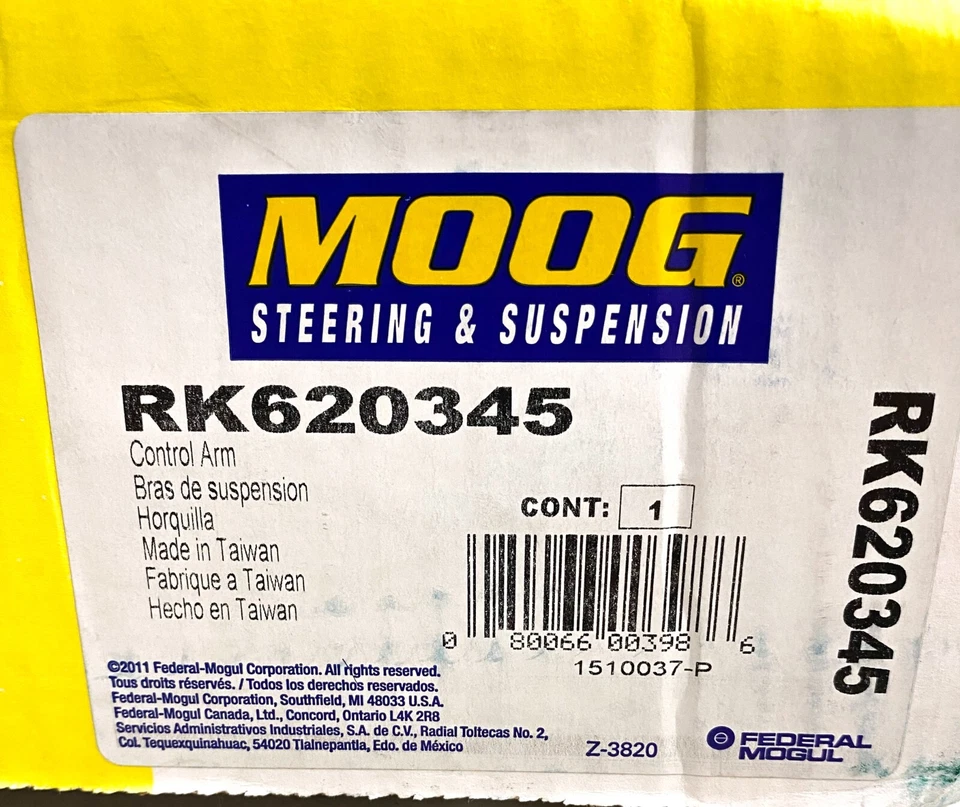 MOOG®
STEERING & SUSPENSION
RK620345
Control Arm
Bras de suspension
Horquilla
Made in Taiwan
Fabrique a Taiwan
Hecho en Taiwan
CONT: 1
0 80066 00398 6
1510037-P
RK620345
©2011 Federal-Mogul Corporation. All rights reserved.
Tous droits réservés. / Todos los derechos reservados.
Federal-Mogul Corporation, Southfield, MI 48033 U.S.A.
Federal-Mogul Canada, Ltd., Concord, Ontario L4K 2R8
Servicios Administrativos Industriales, S.A. de C.V., Radial Toltecas No. 2,
Col. Tequexquinahuac, 54020 Tlalnepantla, Edo. de México
Z-3820
FEDERAL
MOGUL